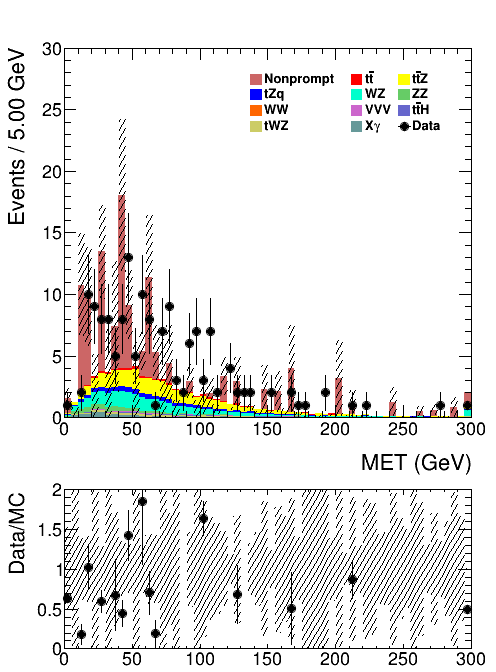 Events / 5.00 GeV
30
25
20
15
10
5
0
Nonprompt tt̄ tt̄Z
tZq WZ ZZ
WW VVV tt̄H
tWZ Xγ Data
0 50 100 150 200 250 300
MET (GeV)
Data/MC
2
1.5
1
0.5
0
0 50 100 150 200 250 300